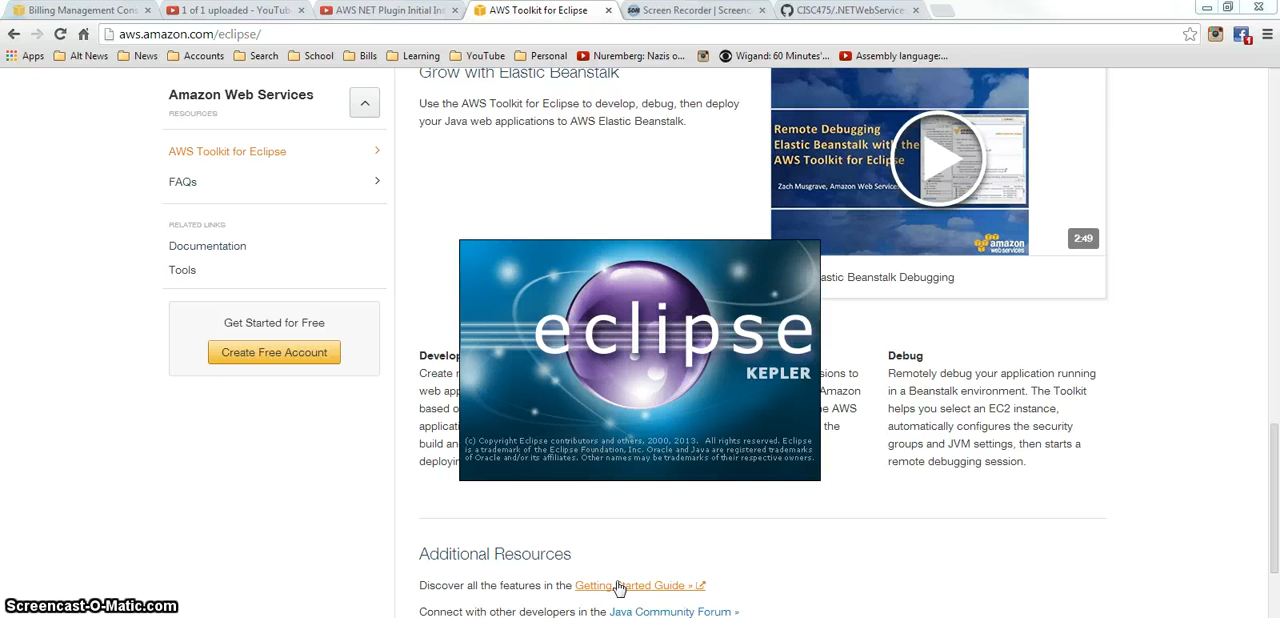 Billing Management Cons
1 of 1 uploaded - YouTube
AWS NET Plugin Initial Ins
AWS Toolkit for Eclipse
Screen Recorder | Screenc
CISC475/.NETWebService
aws.amazon.com/eclipse/
Apps
Alt News
News
Accounts
Search
School
Bills
Learning
YouTube
Personal
Nuremberg: Nazis o...
Wigand: 60 Minutes'...
Assembly language:...
1
Amazon Web Services
RESOURCES
AWS Toolkit for Eclipse
FAQs
RELATED LINKS
Documentation
Tools
Get Started for Free
Create Free Account
Grow with Elastic Beanstalk
Use the AWS Toolkit for Eclipse to develop, debug, then deploy
your Java web applications to AWS Elastic Beanstalk.
Remote Debugging
Elastic Beanstalk with the
AWS Toolkit for Eclipse
Zach Musgrave, Amazon Web Services
amazon
web services
2:49
astic Beanstalk Debugging
eclipse
KEPLER
(c) Copyright Eclipse contributors and others, 2000, 2013. All rights reserved. Eclipse
is a trademark of the Eclipse Foundation, Inc. Oracle and Java are registered trademarks
of Oracle and/or its affiliates. Other names may be trademarks of their respective owners.
Develop
Create
web app
based o
applicati
build an
deployin
sions to
Amazon
e AWS
the
Debug
Remotely debug your application running
in a Beanstalk environment. The Toolkit
helps you select an EC2 instance,
automatically configures the security
groups and JVM settings, then starts a
remote debugging session.
Additional Resources
Discover all the features in the Getting Started Guide »
Connect with other developers in the Java Community Forum »
Screencast-O-Matic.com